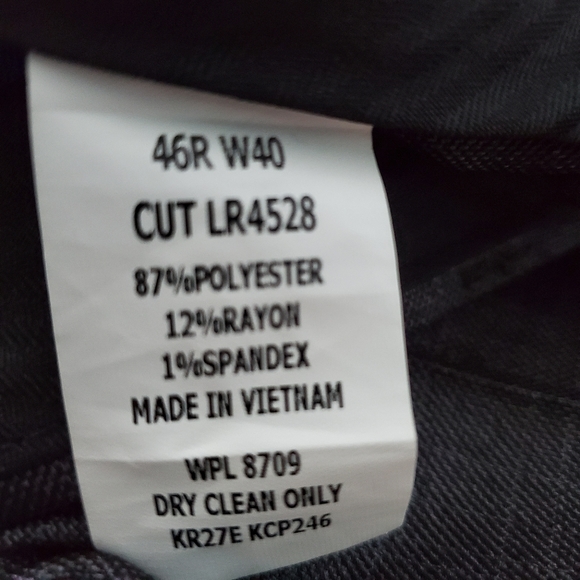 46R W40
CUT LR4528
87%POLYESTER
12%RAYON
1%SPANDEX
MADE IN VIETNAM
WPL 8709
DRY CLEAN ONLY
KR27E KCP246